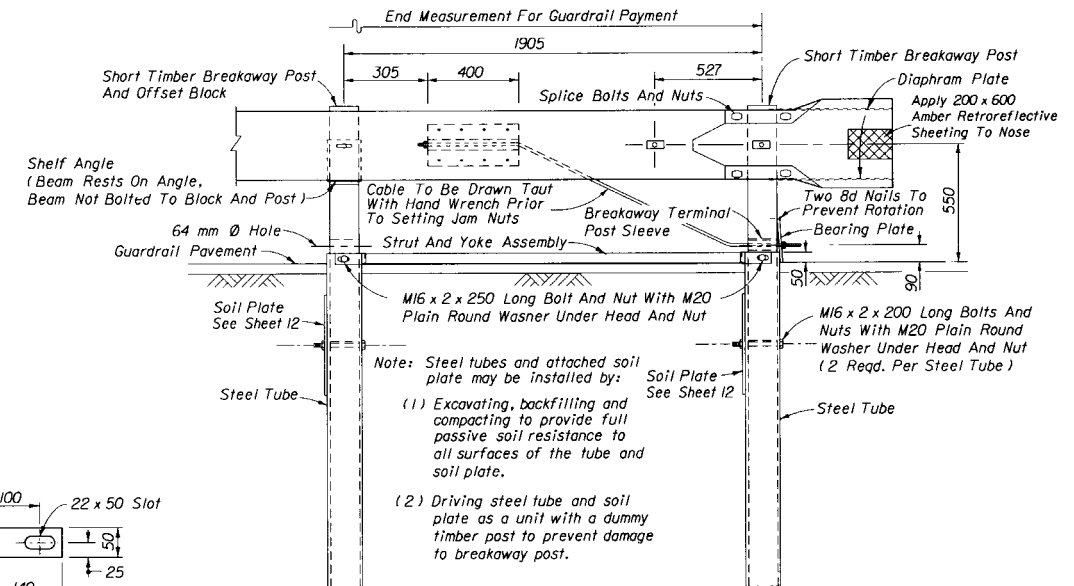 End Measurement For Guardrail Payment
1905
Short Timber Breakaway Post
And Offset Block
305
400
527
Short Timber Breakaway Post
Diaphram Plate
Splice Bolts And Nuts
Apply 200 x 600
Amber Retroreflective
Sheeting To Nose
Shelf Angle
(Beam Rests On Angle,
Beam Not Bolted To Block And Post)
Cable To Be Drawn Taut
With Hand Wrench Prior
To Setting Jam Nuts
Breakaway Terminal
Post Sleeve
Two 8d Nails To
Prevent Rotation
Bearing Plate
550
64 mm Ø Hole
Guardrail Pavement
Strut And Yoke Assembly
50
90
M16 x 2 x 250 Long Bolt And Nut With M20
Plain Round Wasner Under Head And Nut
Soil Plate
See Sheet 12
M16 x 2 x 200 Long Bolts And
Nuts With M20 Plain Round
Washer Under Head And Nut
(2 Reqd. Per Steel Tube)
Steel Tube
Note: Steel tubes and attached soil
plate may be installed by:
Soil Plate
See Sheet 12
Steel Tube
(1) Excavating, backfilling and
compacting to provide full
passive soil resistance to
all surfaces of the tube and
soil plate.
(2) Driving steel tube and soil
plate as a unit with a dummy
timber post to prevent damage
to breakaway post.
100
22 x 50 Slot
50
25
140